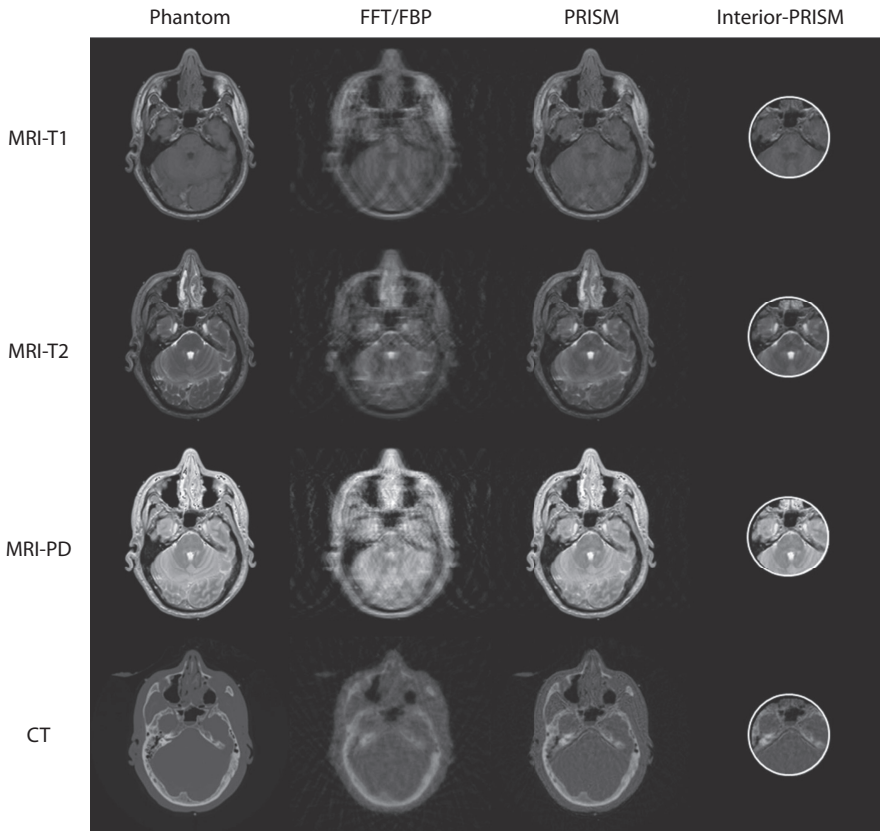 Phantom FFT/FBP PRISM Interior-PRISM
MRI-T1
MRI-T2
MRI-PD
CT